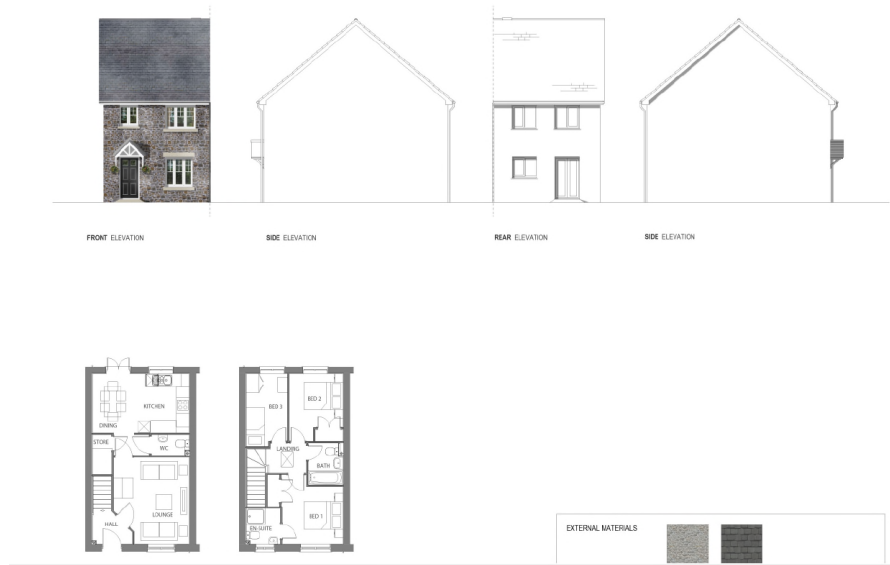 FRONT ELEVATION
SIDE ELEVATION
REAR ELEVATION
SIDE ELEVATION
KITCHEN
DINING
STORE
WC
LOUNGE
HALL
BED 3
BED 2
LANDING
BATH
BED 1
EN-SUITE
EXTERNAL MATERIALS